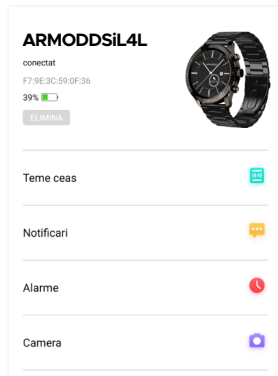 ARMODDSiL4L
conectat
F7:9E:3C:59:0F:36
39%
ELIMINA
Teme ceas
Notificari
Alarme
Camera